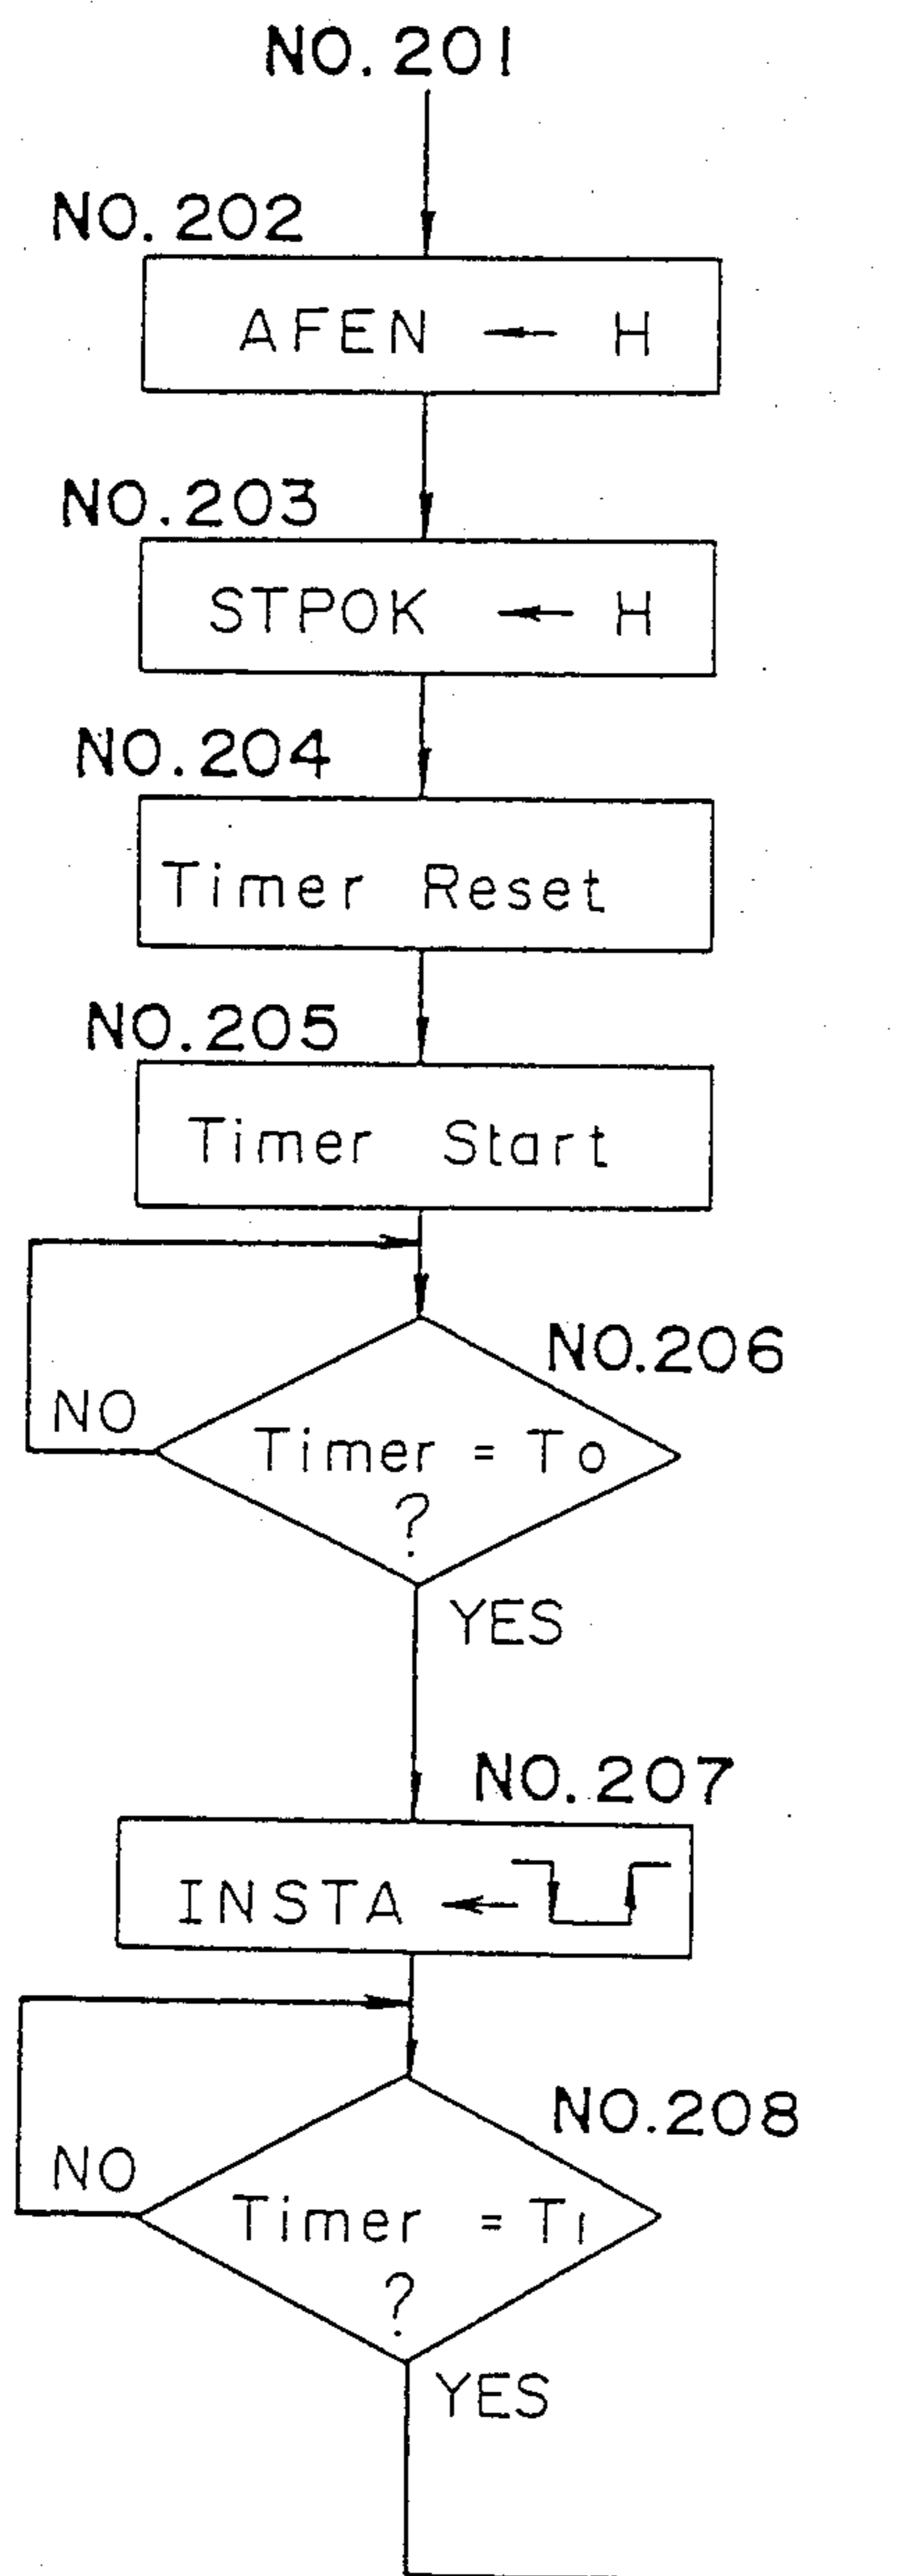 NO. 201
NO. 202
AFEN ← H
NO. 203
STPOK ← H
NO. 204
Timer Reset
NO. 205
Timer Start
NO. 206
NO
Timer = T0
?
YES
NO. 207
INSTA ←
NO. 208
NO
Timer = T1
?
YES